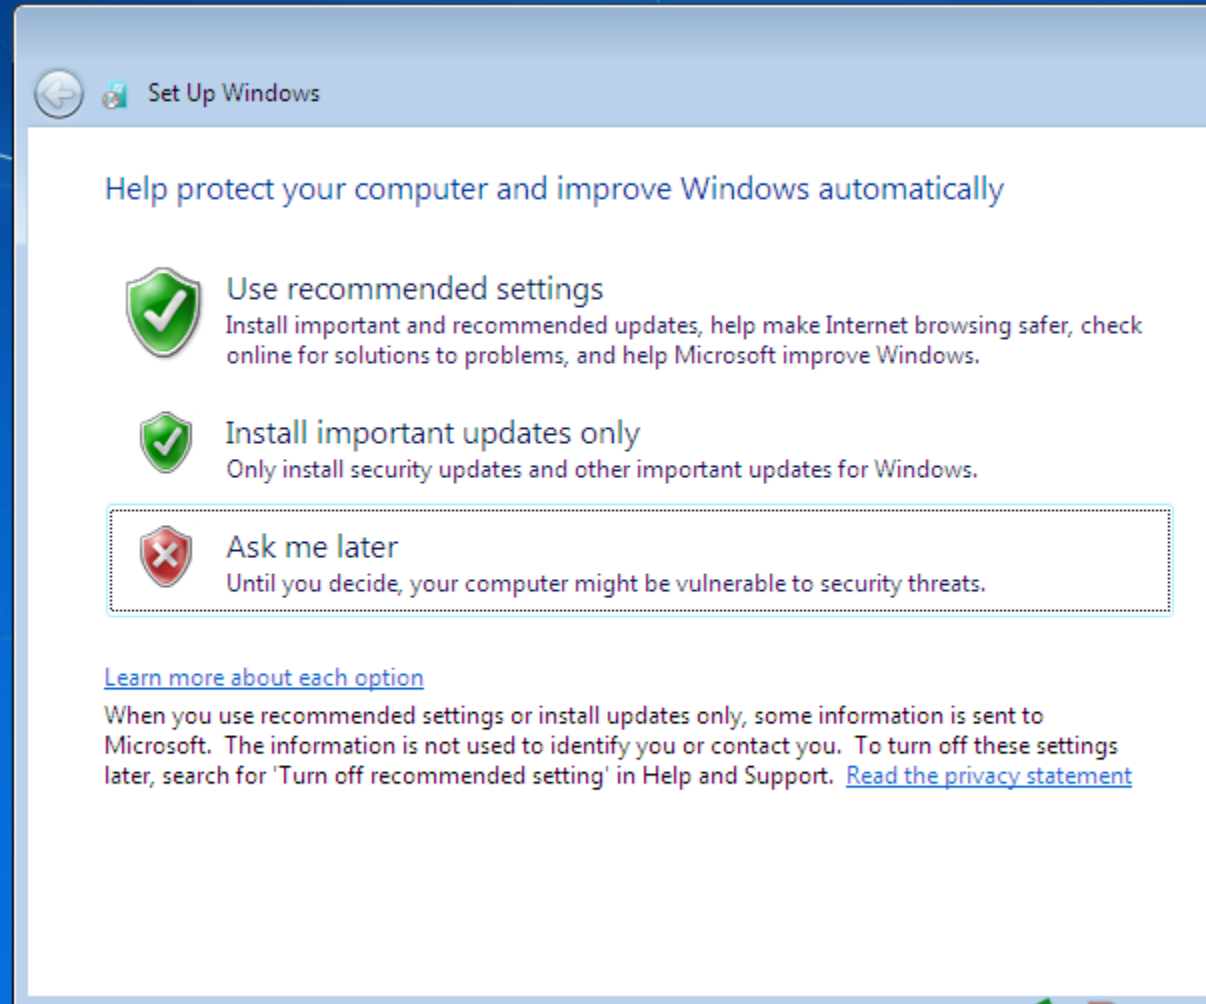 Set Up Windows
Help protect your computer and improve Windows automatically
Use recommended settings
Install important and recommended updates, help make Internet browsing safer, check
online for solutions to problems, and help Microsoft improve Windows.
Install important updates only
Only install security updates and other important updates for Windows.
Ask me later
Until you decide, your computer might be vulnerable to security threats.
Learn more about each option
When you use recommended settings or install updates only, some information is sent to
Microsoft.  The information is not used to identify you or contact you.  To turn off these settings
later, search for 'Turn off recommended setting' in Help and Support.  Read the privacy statement